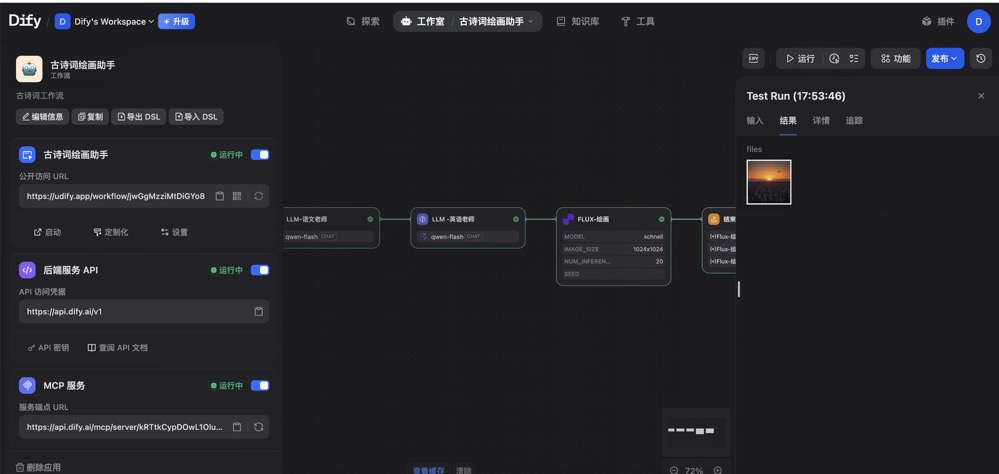 Dify / D Dify's Workspace 升级
探索 工作室 / 古诗词绘画助手 知识库 工具
插件 D
古诗词绘画助手
工作流
古诗词工作流
编辑信息 复制 导出 DSL 导入 DSL
古诗词绘画助手 运行中
公开访问 URL
https://udify.app/workflow/jwGgMzziMtDiGYo8
启动 定制化 设置
后端服务 API 运行中
API 访问凭据
https://api.dify.ai/v1
API 密钥 查阅 API 文档
MCP 服务 运行中
服务端点 URL
https://api.dify.ai/mcp/server/kRTtkCypDOwL1Olu...
删除应用
LLM-语文老师
qwen-flash CHAT
LLM -英语老师
qwen-flash CHAT
FLUX-绘画
MODEL schnell
IMAGE_SIZE 1024x1024
NUM_INFEREN... 20
SEED
结束
(×)Flux-绘
(×)Flux-绘
(×)Flux-绘
查看缓存 清除
72%
ENV 运行 功能 发布
Test Run (17:53:46)
输入 结果 详情 追踪
files